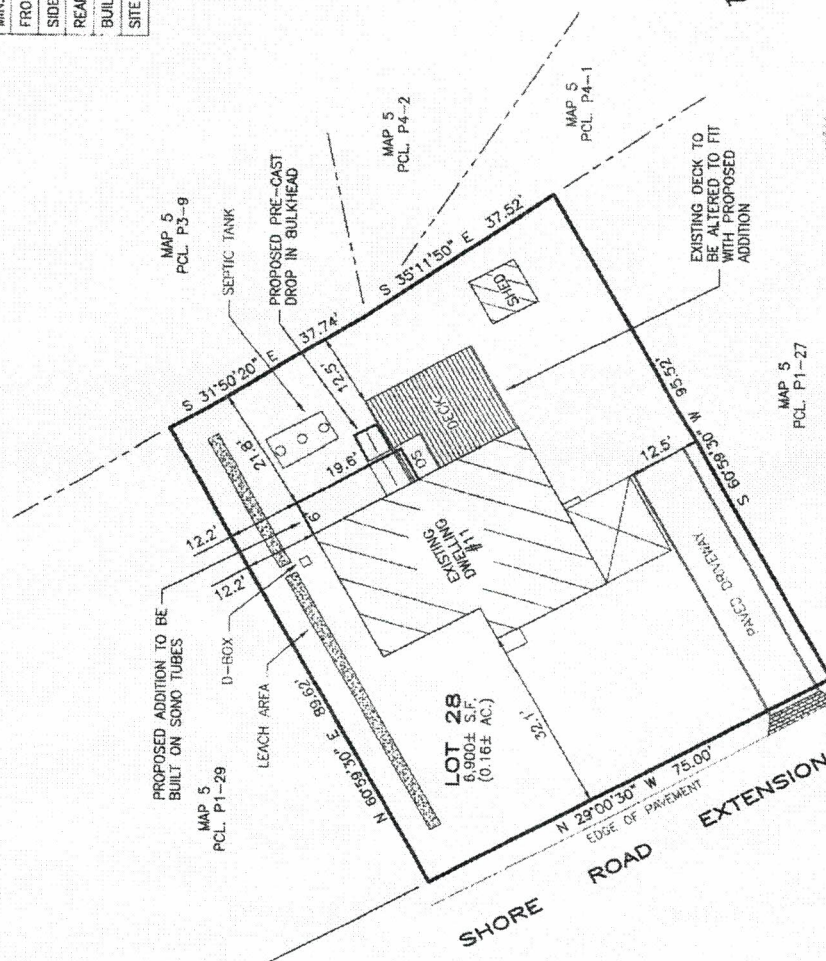 FRO
SIDE
REAR
BUIL
SITE
MAP 5
PCL. P3-9
SEPTIC TANK
PROPOSED PRE-CAST
DROP IN BULKHEAD
MAP 5
PCL. P4-2
MAP 5
PCL. P4-1
S 31°50'20" E 37.74'
S 35°11'50" E 37.52'
EXISTING DECK TO
BE ALTERED TO FIT
WITH PROPOSED
ADDITION
SHED
DECK
OS
12.5'
21.8'
19.6'
6'
12.2'
12.2'
PROPOSED ADDITION TO BE
BUILT ON SONO TUBES
D-BOX
LEACH AREA
MAP 5
PCL. P1-29
N 60°59'30" E 89.62'
EXISTING
DWELLING
#11
LOT 28
6,900± S.F.
(0.16± AC.)
32.1'
12.5'
S 60°59'30" W 95.52'
MAP 5
PCL. P1-27
PAVED DRIVEWAY
N 29°00'30" W 75.00'
EDGE OF PAVEMENT
SHORE ROAD EXTENSION